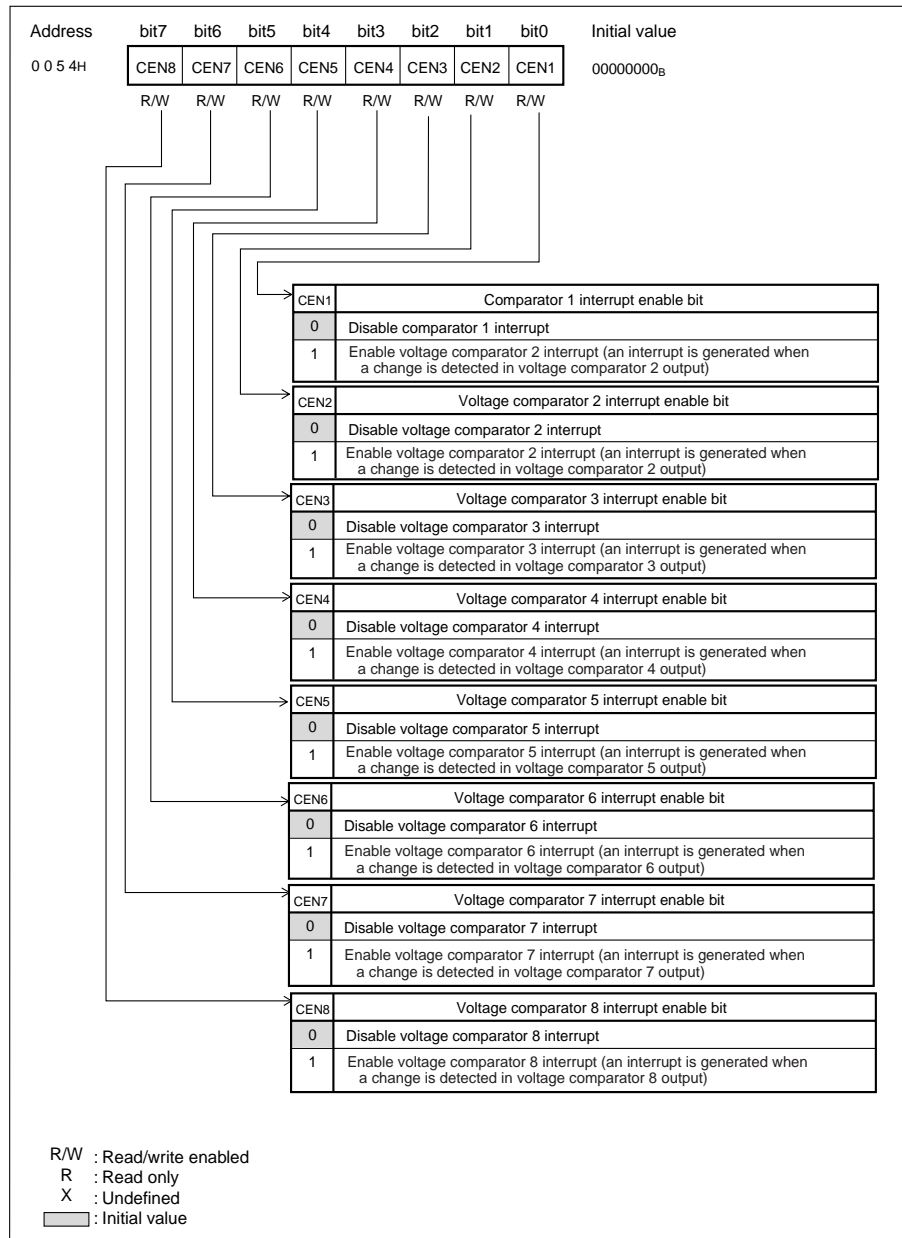 Address bit7 bit6 bit5 bit4 bit3 bit2 bit1 bit0 Initial value
0 0 5 4H CEN8 CEN7 CEN6 CEN5 CEN4 CEN3 CEN2 CEN1 00000000B
R/W R/W R/W R/W R/W R/W R/W R/W
CEN1 Comparator 1 interrupt enable bit
0 Disable comparator 1 interrupt
1 Enable voltage comparator 2 interrupt (an interrupt is generated when
a change is detected in voltage comparator 2 output)
CEN2 Voltage comparator 2 interrupt enable bit
0 Disable voltage comparator 2 interrupt
1 Enable voltage comparator 2 interrupt (an interrupt is generated when
a change is detected in voltage comparator 2 output)
CEN3 Voltage comparator 3 interrupt enable bit
0 Disable voltage comparator 3 interrupt
1 Enable voltage comparator 3 interrupt (an interrupt is generated when
a change is detected in voltage comparator 3 output)
CEN4 Voltage comparator 4 interrupt enable bit
0 Disable voltage comparator 4 interrupt
1 Enable voltage comparator 4 interrupt (an interrupt is generated when
a change is detected in voltage comparator 4 output)
CEN5 Voltage comparator 5 interrupt enable bit
0 Disable voltage comparator 5 interrupt
1 Enable voltage comparator 5 interrupt (an interrupt is generated when
a change is detected in voltage comparator 5 output)
CEN6 Voltage comparator 6 interrupt enable bit
0 Disable voltage comparator 6 interrupt
1 Enable voltage comparator 6 interrupt (an interrupt is generated when
a change is detected in voltage comparator 6 output)
CEN7 Voltage comparator 7 interrupt enable bit
0 Disable voltage comparator 7 interrupt
1 Enable voltage comparator 7 interrupt (an interrupt is generated when
a change is detected in voltage comparator 7 output)
CEN8 Voltage comparator 8 interrupt enable bit
0 Disable voltage comparator 8 interrupt
1 Enable voltage comparator 8 interrupt (an interrupt is generated when
a change is detected in voltage comparator 8 output)
R/W : Read/write enabled
R : Read only
X : Undefined
: Initial value